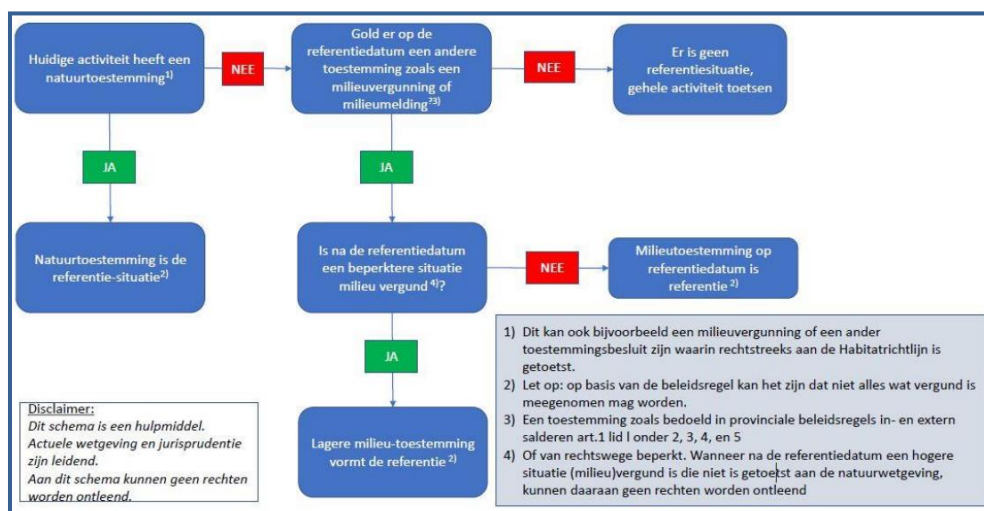 Huidige activiteit heeft een
natuurtoestemming1)
NEE
Gold er op de
referentiedatum een andere
toestemming zoals een
milieuvergunning of
milieumelding?3)
NEE
Er is geen
referentiesituatie,
gehele activiteit toetsen
JA
JA
Natuurtoestemming is de
referentie-situatie2)
Is na de referentiedatum
een beperktere situatie
milieu vergund 4)?
NEE
Milieutoestemming op
referentiedatum is
referentie 2)
JA
Lagere milieu-toestemming
vormt de referentie 2)
Disclaimer:
Dit schema is een hulpmiddel.
Actuele wetgeving en jurisprudentie
zijn leidend.
Aan dit schema kunnen geen rechten
worden ontleend.
1) Dit kan ook bijvoorbeeld een milieuvergunning of een ander
toestemmingsbesluit zijn waarin rechtstreeks aan de Habitatrichtlijn is
getoetst.
2) Let op: op basis van de beleidsregel kan het zijn dat niet alles wat vergund is
meegenomen mag worden.
3) Een toestemming zoals bedoeld in provinciale beleidsregels in- en extern
salderen art.1 lid l onder 2, 3, 4, en 5
4) Of van rechtswege beperkt. Wanneer na de referentiedatum een hogere
situatie (milieu)vergund is die niet is getoetst aan de natuurwetgeving,
kunnen daaraan geen rechten worden ontleend